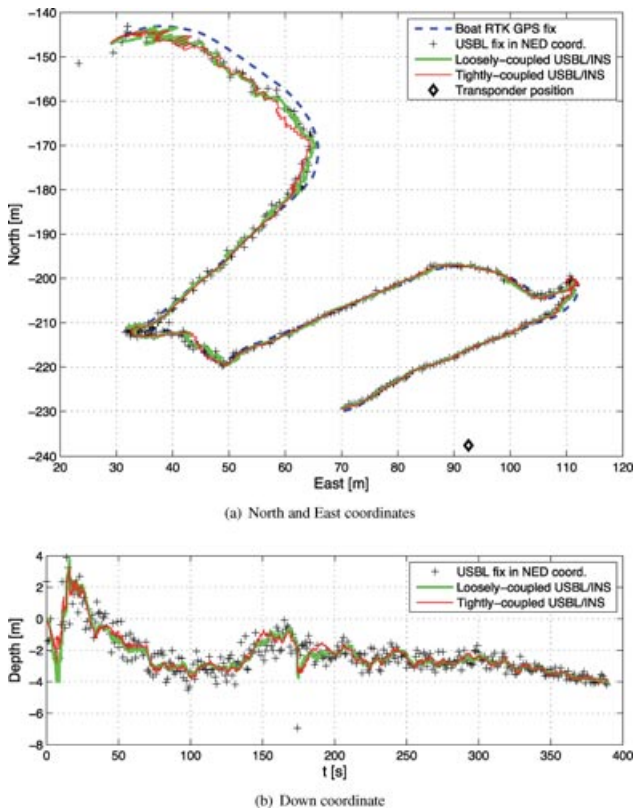 -140
-150
-160
-170
-180
-190
-200
-210
-220
-230
-240
North [m]
Boat RTK GPS fix
USBL fix in NED coord.
Loosely-coupled USBL/INS
Tightly-coupled USBL/INS
Transponder position
20 30 40 50 60 70 80 90 100 110 120
East [m]
(a) North and East coordinates
4
2
0
-2
-4
-6
-8
Depth [m]
USBL fix in NED coord.
Loosely-coupled USBL/INS
Tightly-coupled USBL/INS
0 50 100 150 200 250 300 350 400
t [s]
(b) Down coordinate